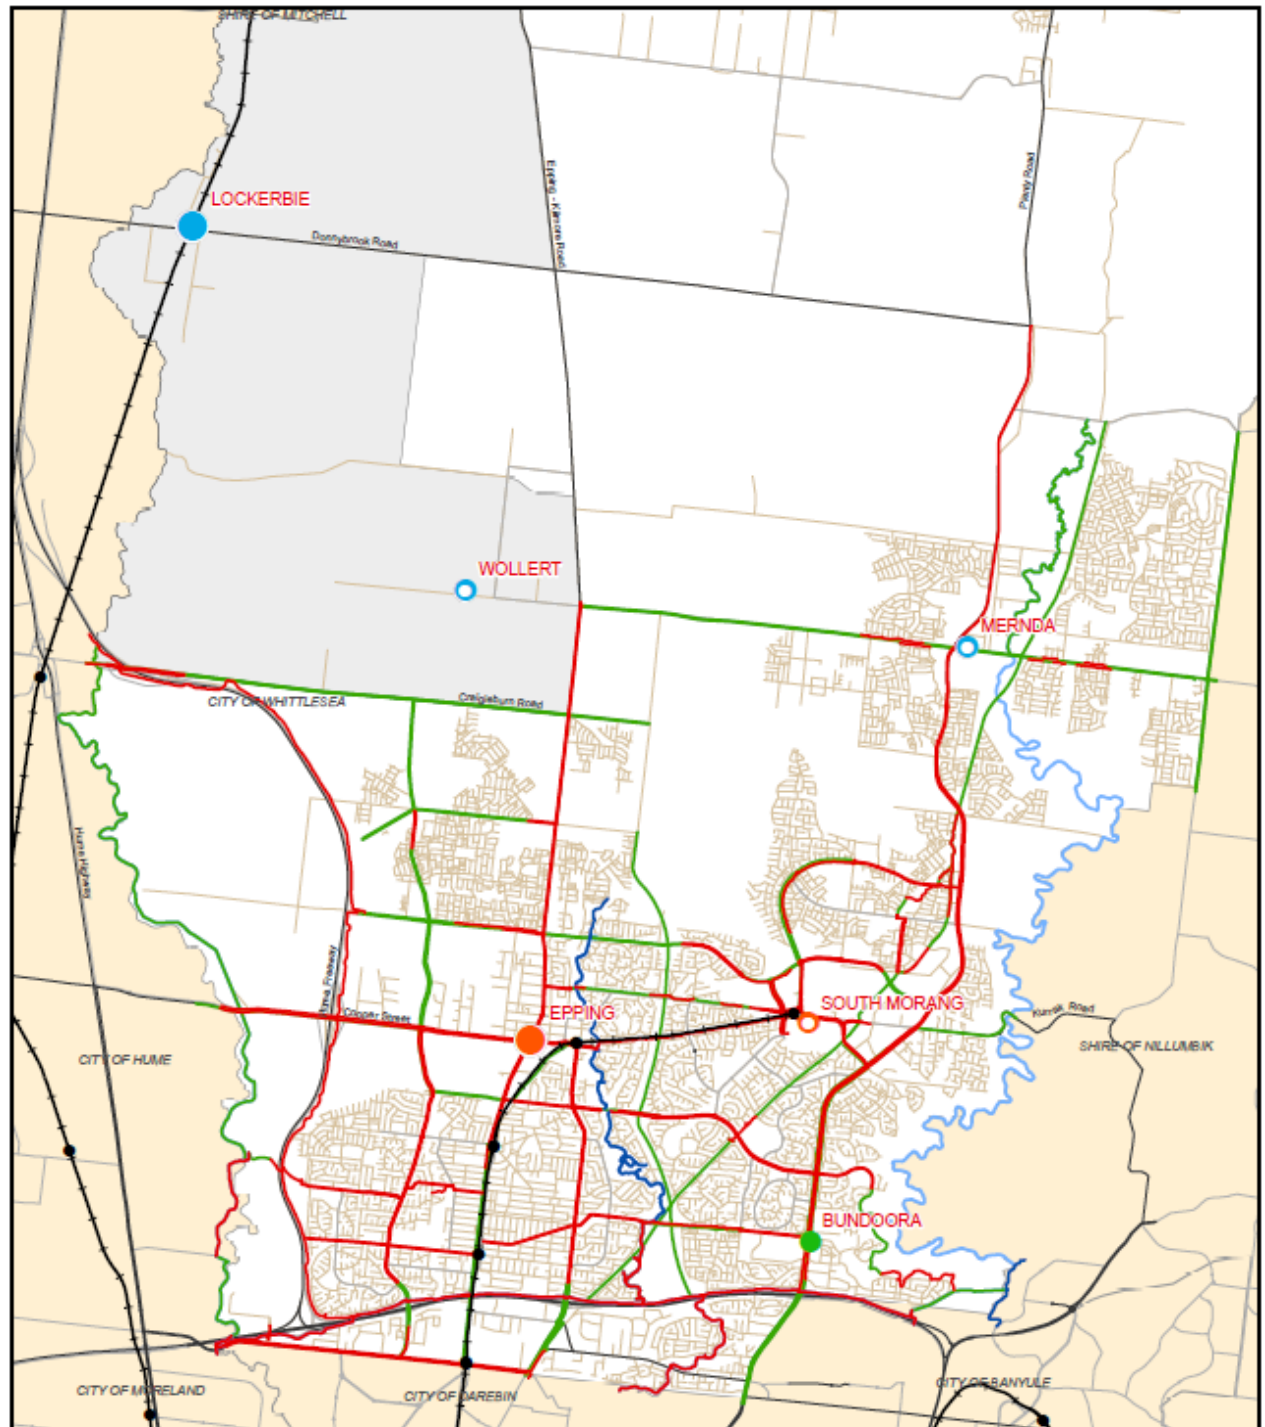 SHIRE OF MITCHELL
LOCKERBIE
Donnybrook Road
Epping - Kilmore Road
Plenty Road
WOLLERT
MERNDA
CITY OF WHITTLESEA
Craigieburn Road
Hume Highway
Hume Freeway
Cooper Street
EPPING
SOUTH MORANG
Kurrak Road
CITY OF HUME
SHIRE OF NILLUMBIK
BUNDOORA
CITY OF MORELAND
CITY OF DAREBIN
CITY OF BANYULE